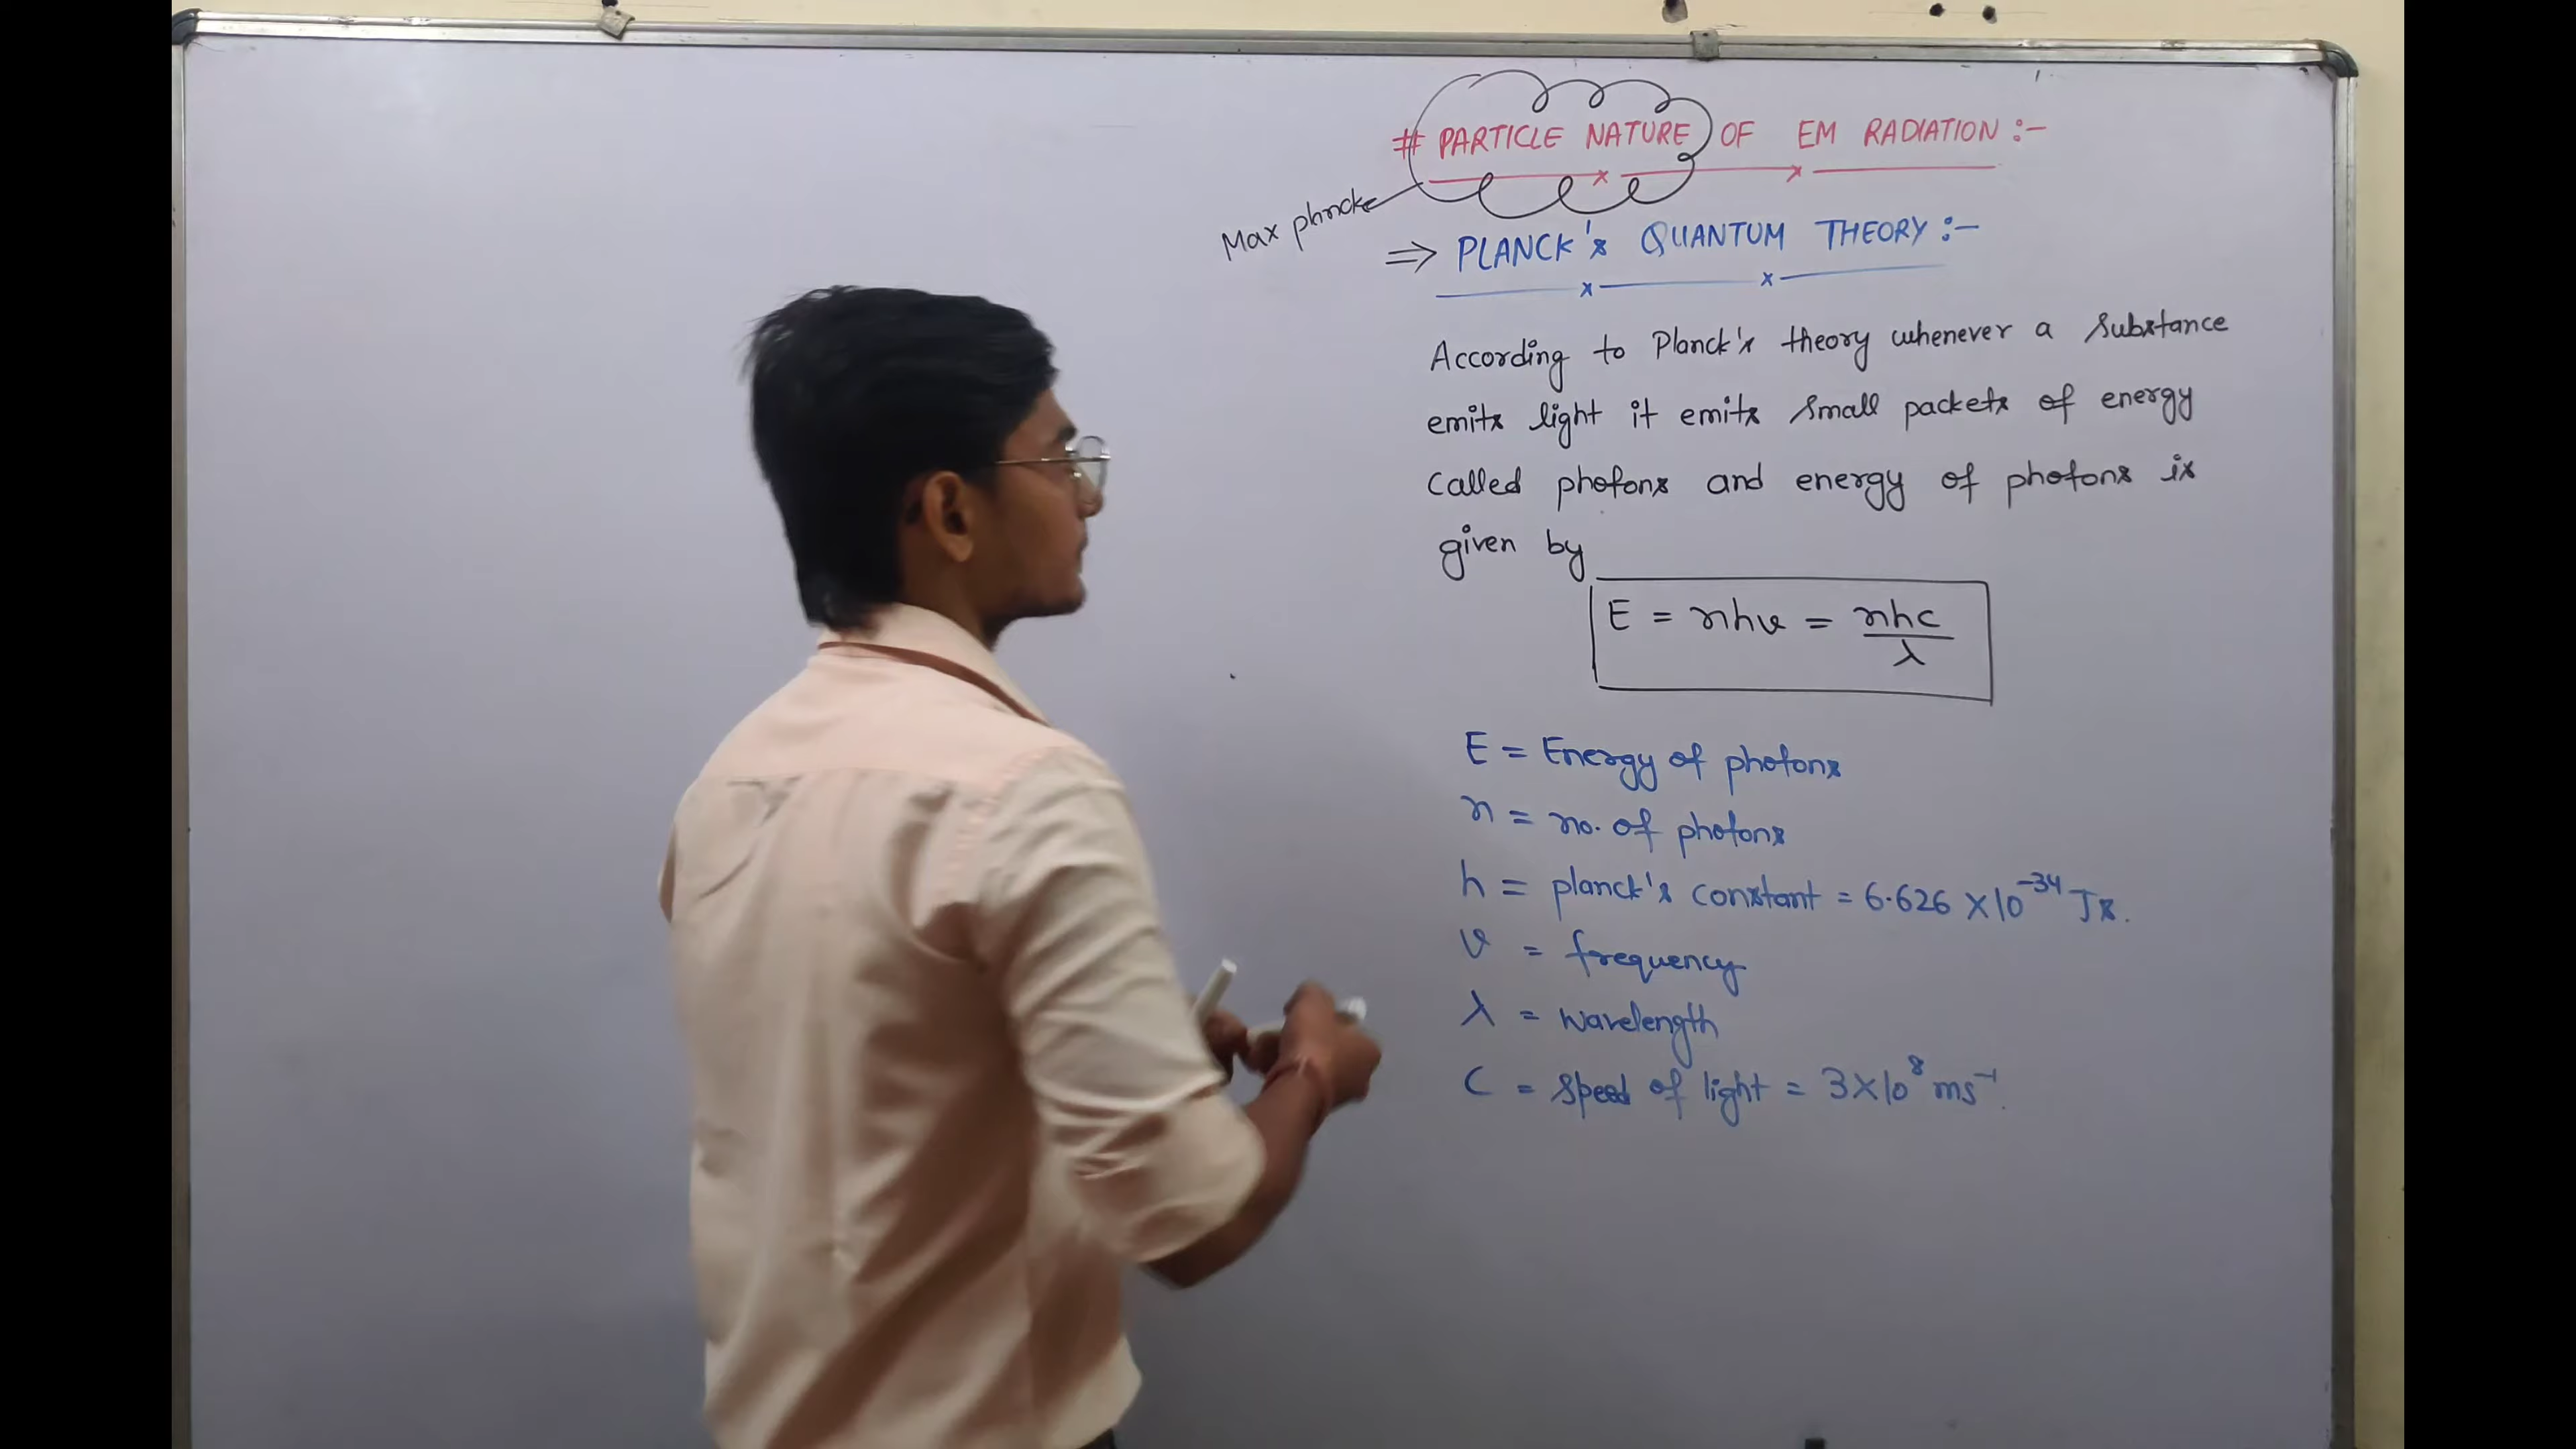 # PARTICLE NATURE OF EM RADIATION :-
Max
⇒ PLANCK's QUANTUM THEORY :-
According to Planck's theory whenever a substance
emits light it emits small packets of energy
called photons and energy of photons is
given by
E = nhν = nhc/λ
E = Energy of photons
n = no. of photons
h = planck's constant = 6.626 × 10⁻³⁴ Js.
ν = frequency
λ = wavelength
C = speed of light = 3×10⁸ ms⁻¹.